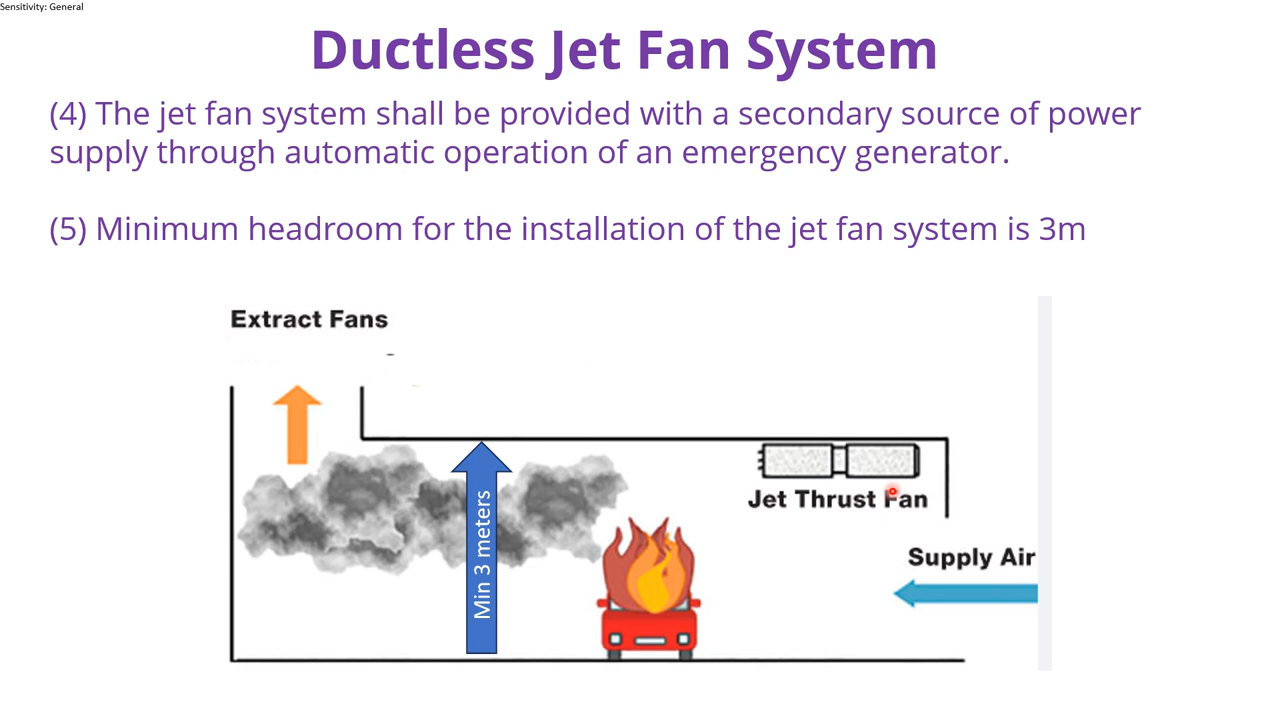 Sensitivity: General
Ductless Jet Fan System
(4) The jet fan system shall be provided with a secondary source of power
supply through automatic operation of an emergency generator.
(5) Minimum headroom for the installation of the jet fan system is 3m
Extract Fans
Min 3 meters
Jet Thrust Fan
Supply Air